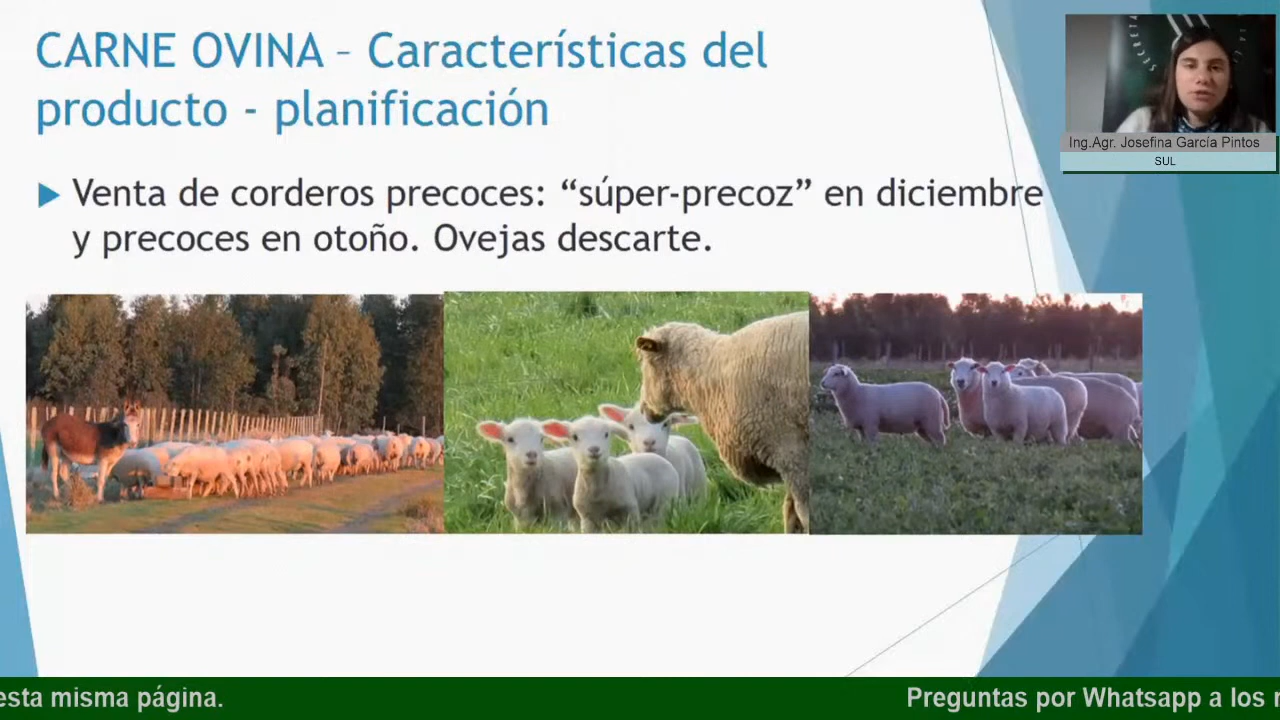 CARNE OVINA – Características del
producto - planificación
Venta de corderos precoces: “súper-precoz” en diciembre
y precoces en otoño. Ovejas descarte.
Ing.Agr. Josefina García Pintos
SUL
esta misma página.
Preguntas por Whatsapp a los